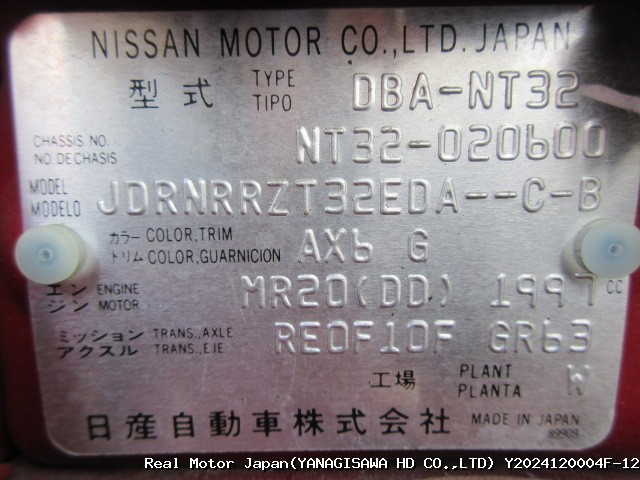 NISSAN MOTOR CO.,LTD. JAPAN
型式 TYPE TIPO DBA-NT32
CHASSIS NO. NO.DE CHASIS NT32-020600
MODEL MODELO JDRNRRZT32EDA--C-B
カラー COLOR,TRIM
トリム COLOR,GUARNICION AX6 G
エンジン ENGINE MOTOR MR20(DD) 1997 CC
ミッション TRANS.,AXLE
アクスル TRANS.,EJE RE0F10F GR63
工場 PLANT PLANTA W
日産自動車株式会社 MADE IN JAPAN
89909
Real Motor Japan(YANAGISAWA HD CO.,LTD) Y2024120004F-12